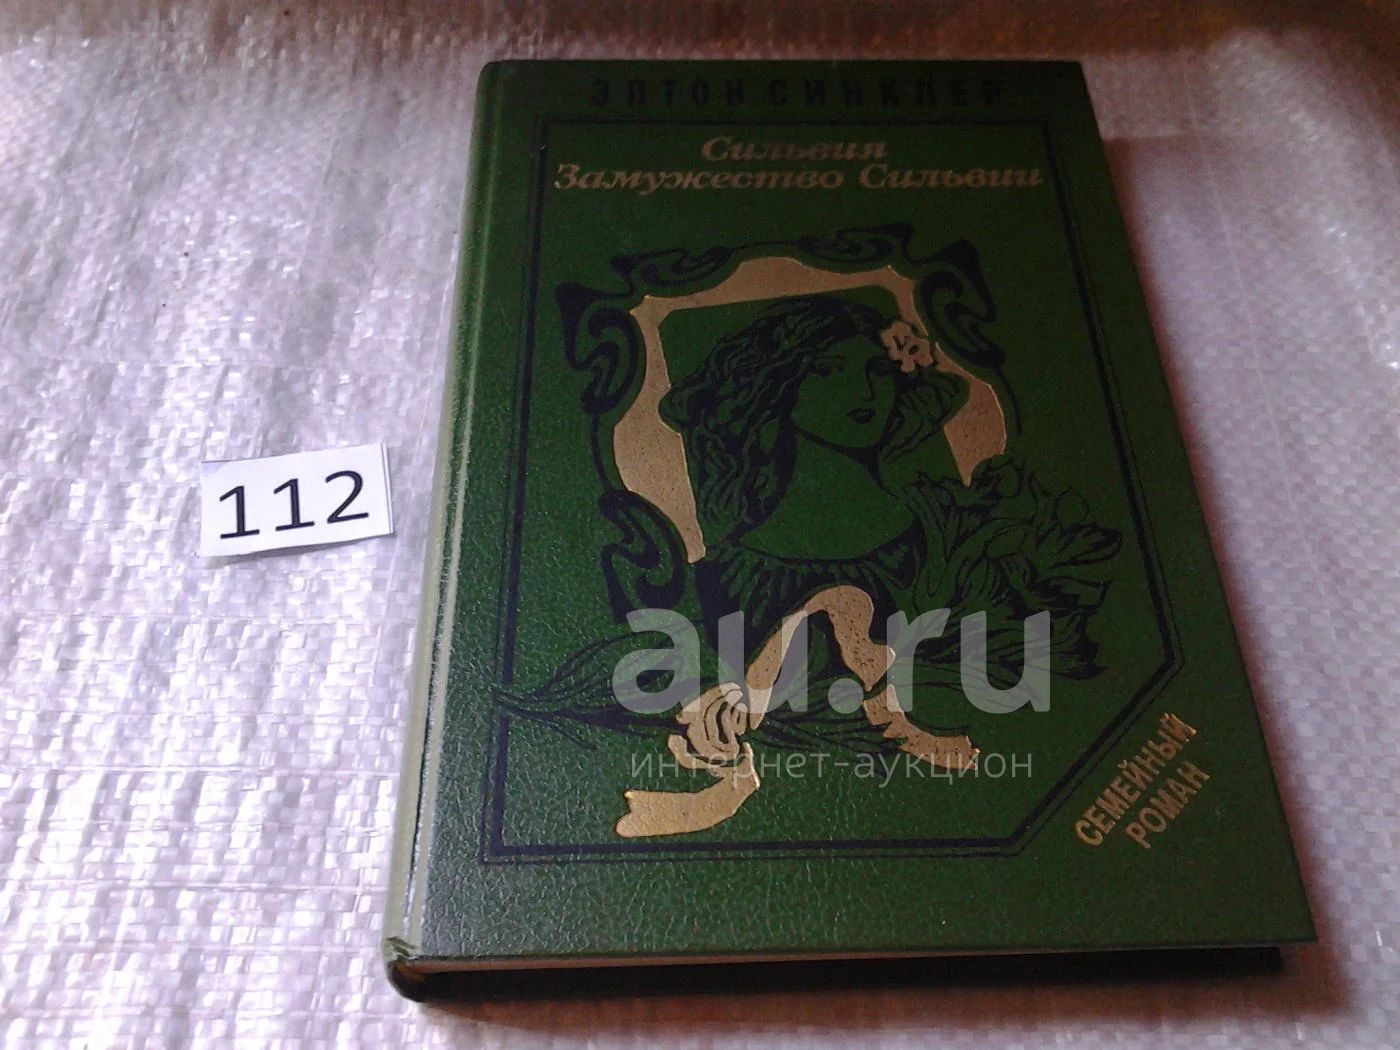 ЭПТОН СИНКЛЕР
Сильвия
Замужество Сильвии
112
au.ru
интернет-аукцион
СЕМЕЙНЫЙ
РОМАН